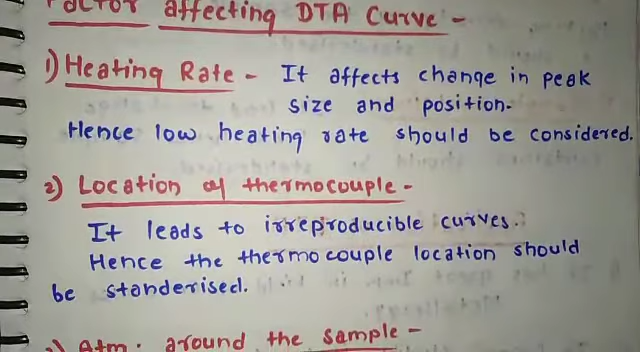 Factor affecting DTA Curve -
1) Heating Rate - It affects change in peak
size and position.
Hence low heating rate should be considered.
2) Location of thermocouple -
It leads to irreproducible curves.
Hence the thermocouple location should
be standerised.
3) Atm. around the sample -